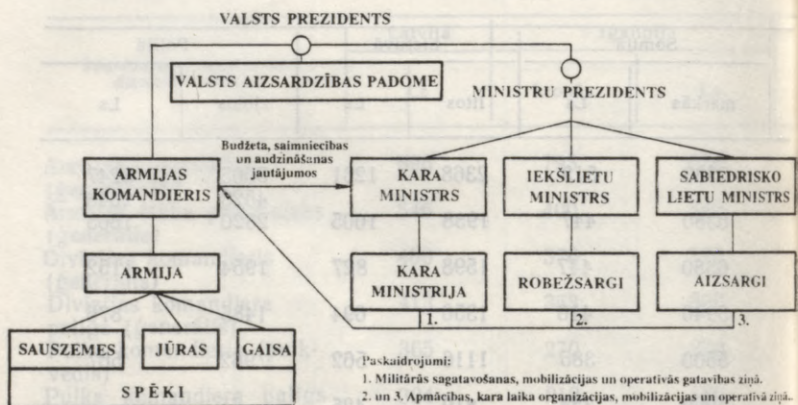 VALSTS PREZIDENTS
VALSTS AIZSARDZĪBAS PADOME
MINISTRU PREZIDENTS
Budžeta, saimniecības
un audzināšanas
jautājumos
ARMIJAS
KOMANDIERIS
KARA
MINISTRS
IEKŠLIETU
MINISTRS
SABIEDRISKO
LIETU MINISTRS
ARMIJA
KARA
MINISTRIJA
ROBEŽSARGI
AIZSARGI
1.
2.
3.
SAUSZEMES
JŪRAS
GAISA
SPĒKI
Paskaidrojumi:
1. Militārās sagatavošanas, mobilizācijas un operatīvās gatavības ziņā.
2. un 3. Apmācības, kara laika organizācijas, mobilizācijas un operatīvā ziņā.